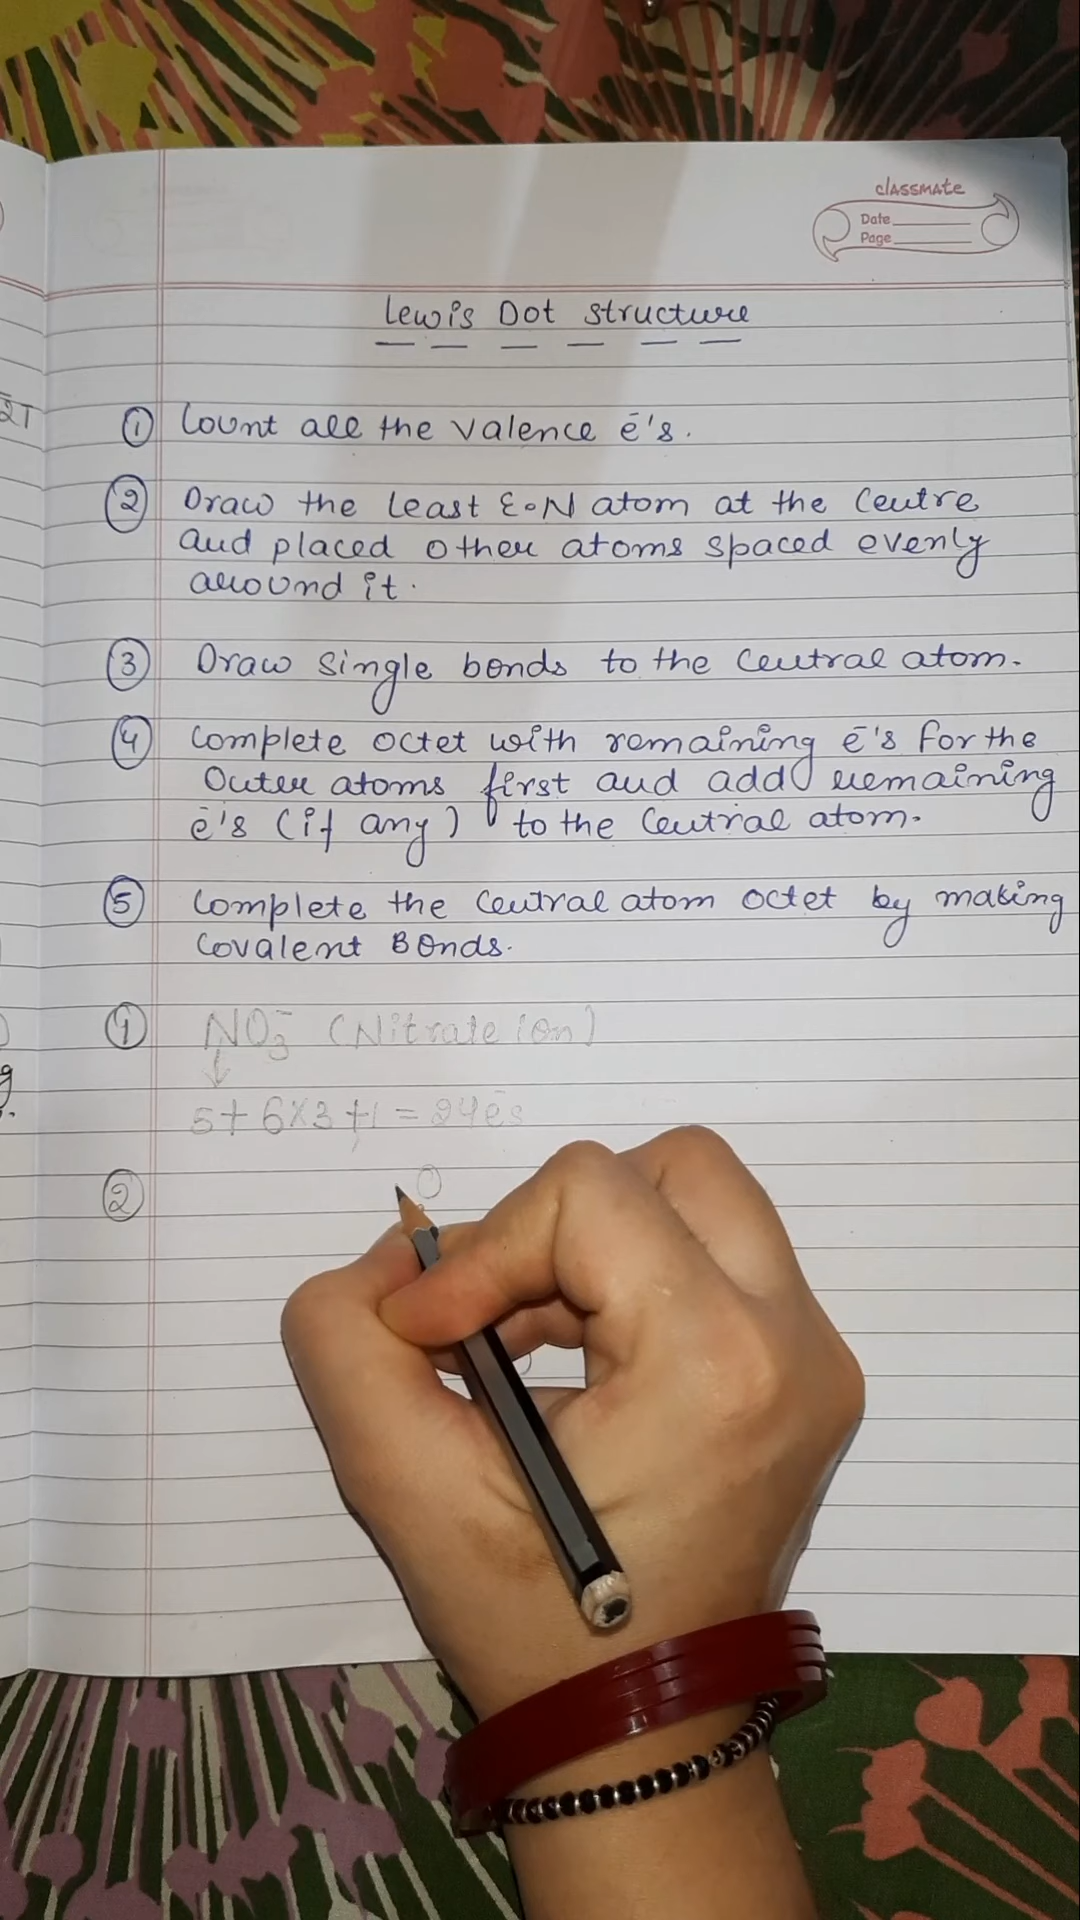 classmate
Date
Page
Lewis Dot structure
① Count all the valence ē's.
② Draw the least E.N atom at the Centre
and placed other atoms spaced evenly
around it.
③ Draw single bonds to the central atom.
④ Complete octet with remaining ē's for the
Outer atoms first and add remaining
ē's (if any) to the Central atom.
⑤ Complete the central atom octet by making
Covalent Bonds.
① NO₃⁻ (Nitrate ion)
↓
5+ 6×3 +1 = 24ēs
② O